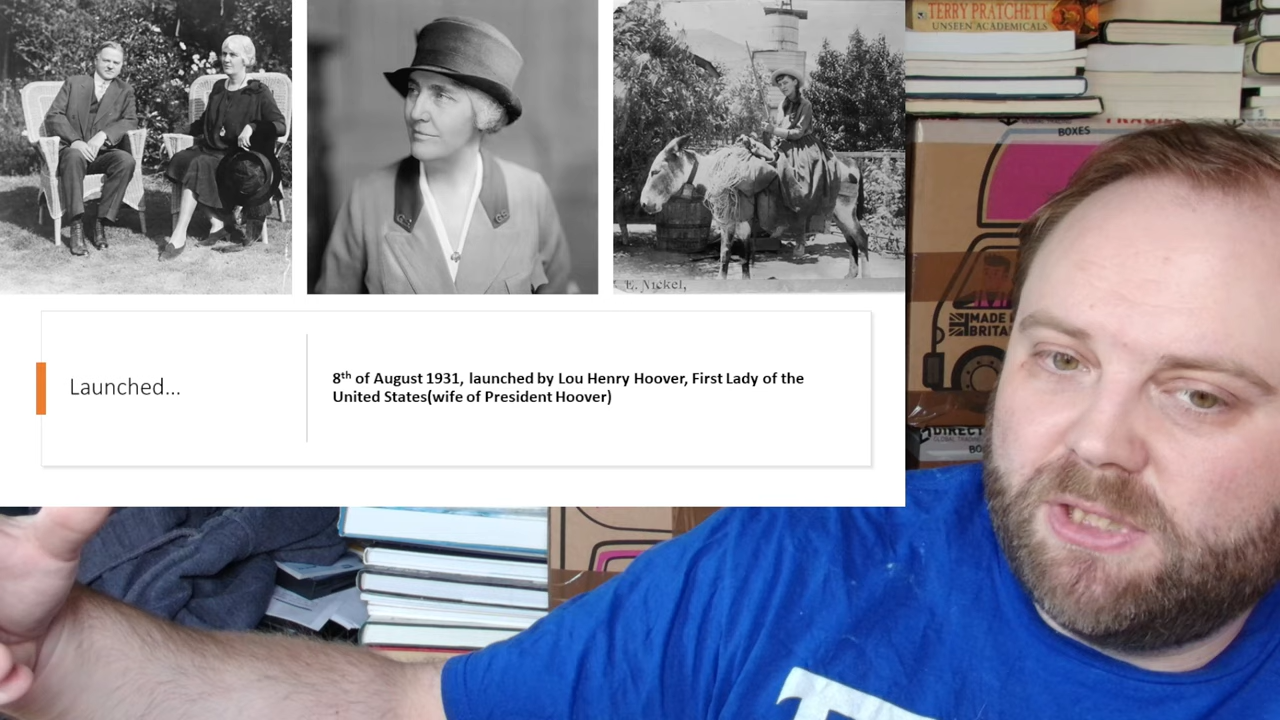 TERRY PRATCHETT
UNSEEN ACADEMICALS
BOXES
E. Nickel,
MADE
BRITA
Launched...
8th of August 1931, launched by Lou Henry Hoover, First Lady of the
United States(wife of President Hoover)
DIRECT